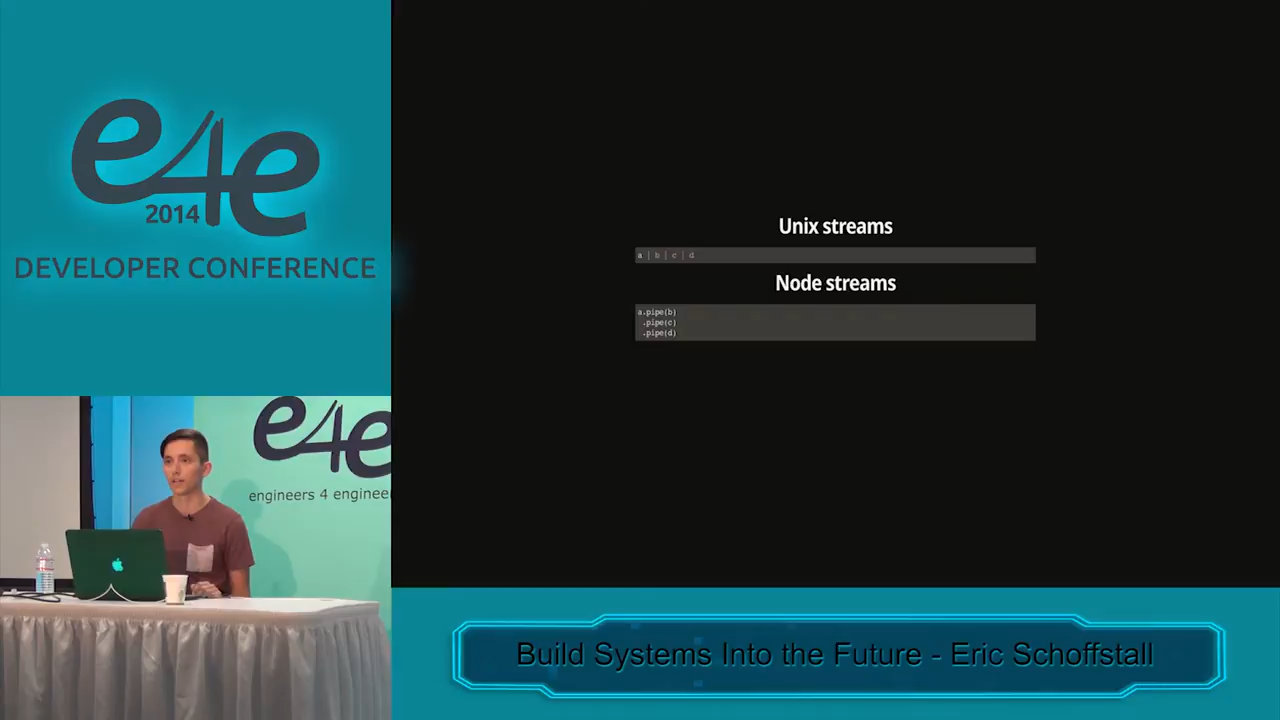 e4e
2014
DEVELOPER CONFERENCE
Unix streams
a | b | c | d
Node streams
a.pipe(b)
.pipe(c)
.pipe(d)
e4e
engineers 4 enginee
Build Systems Into the Future - Eric Schoffstall